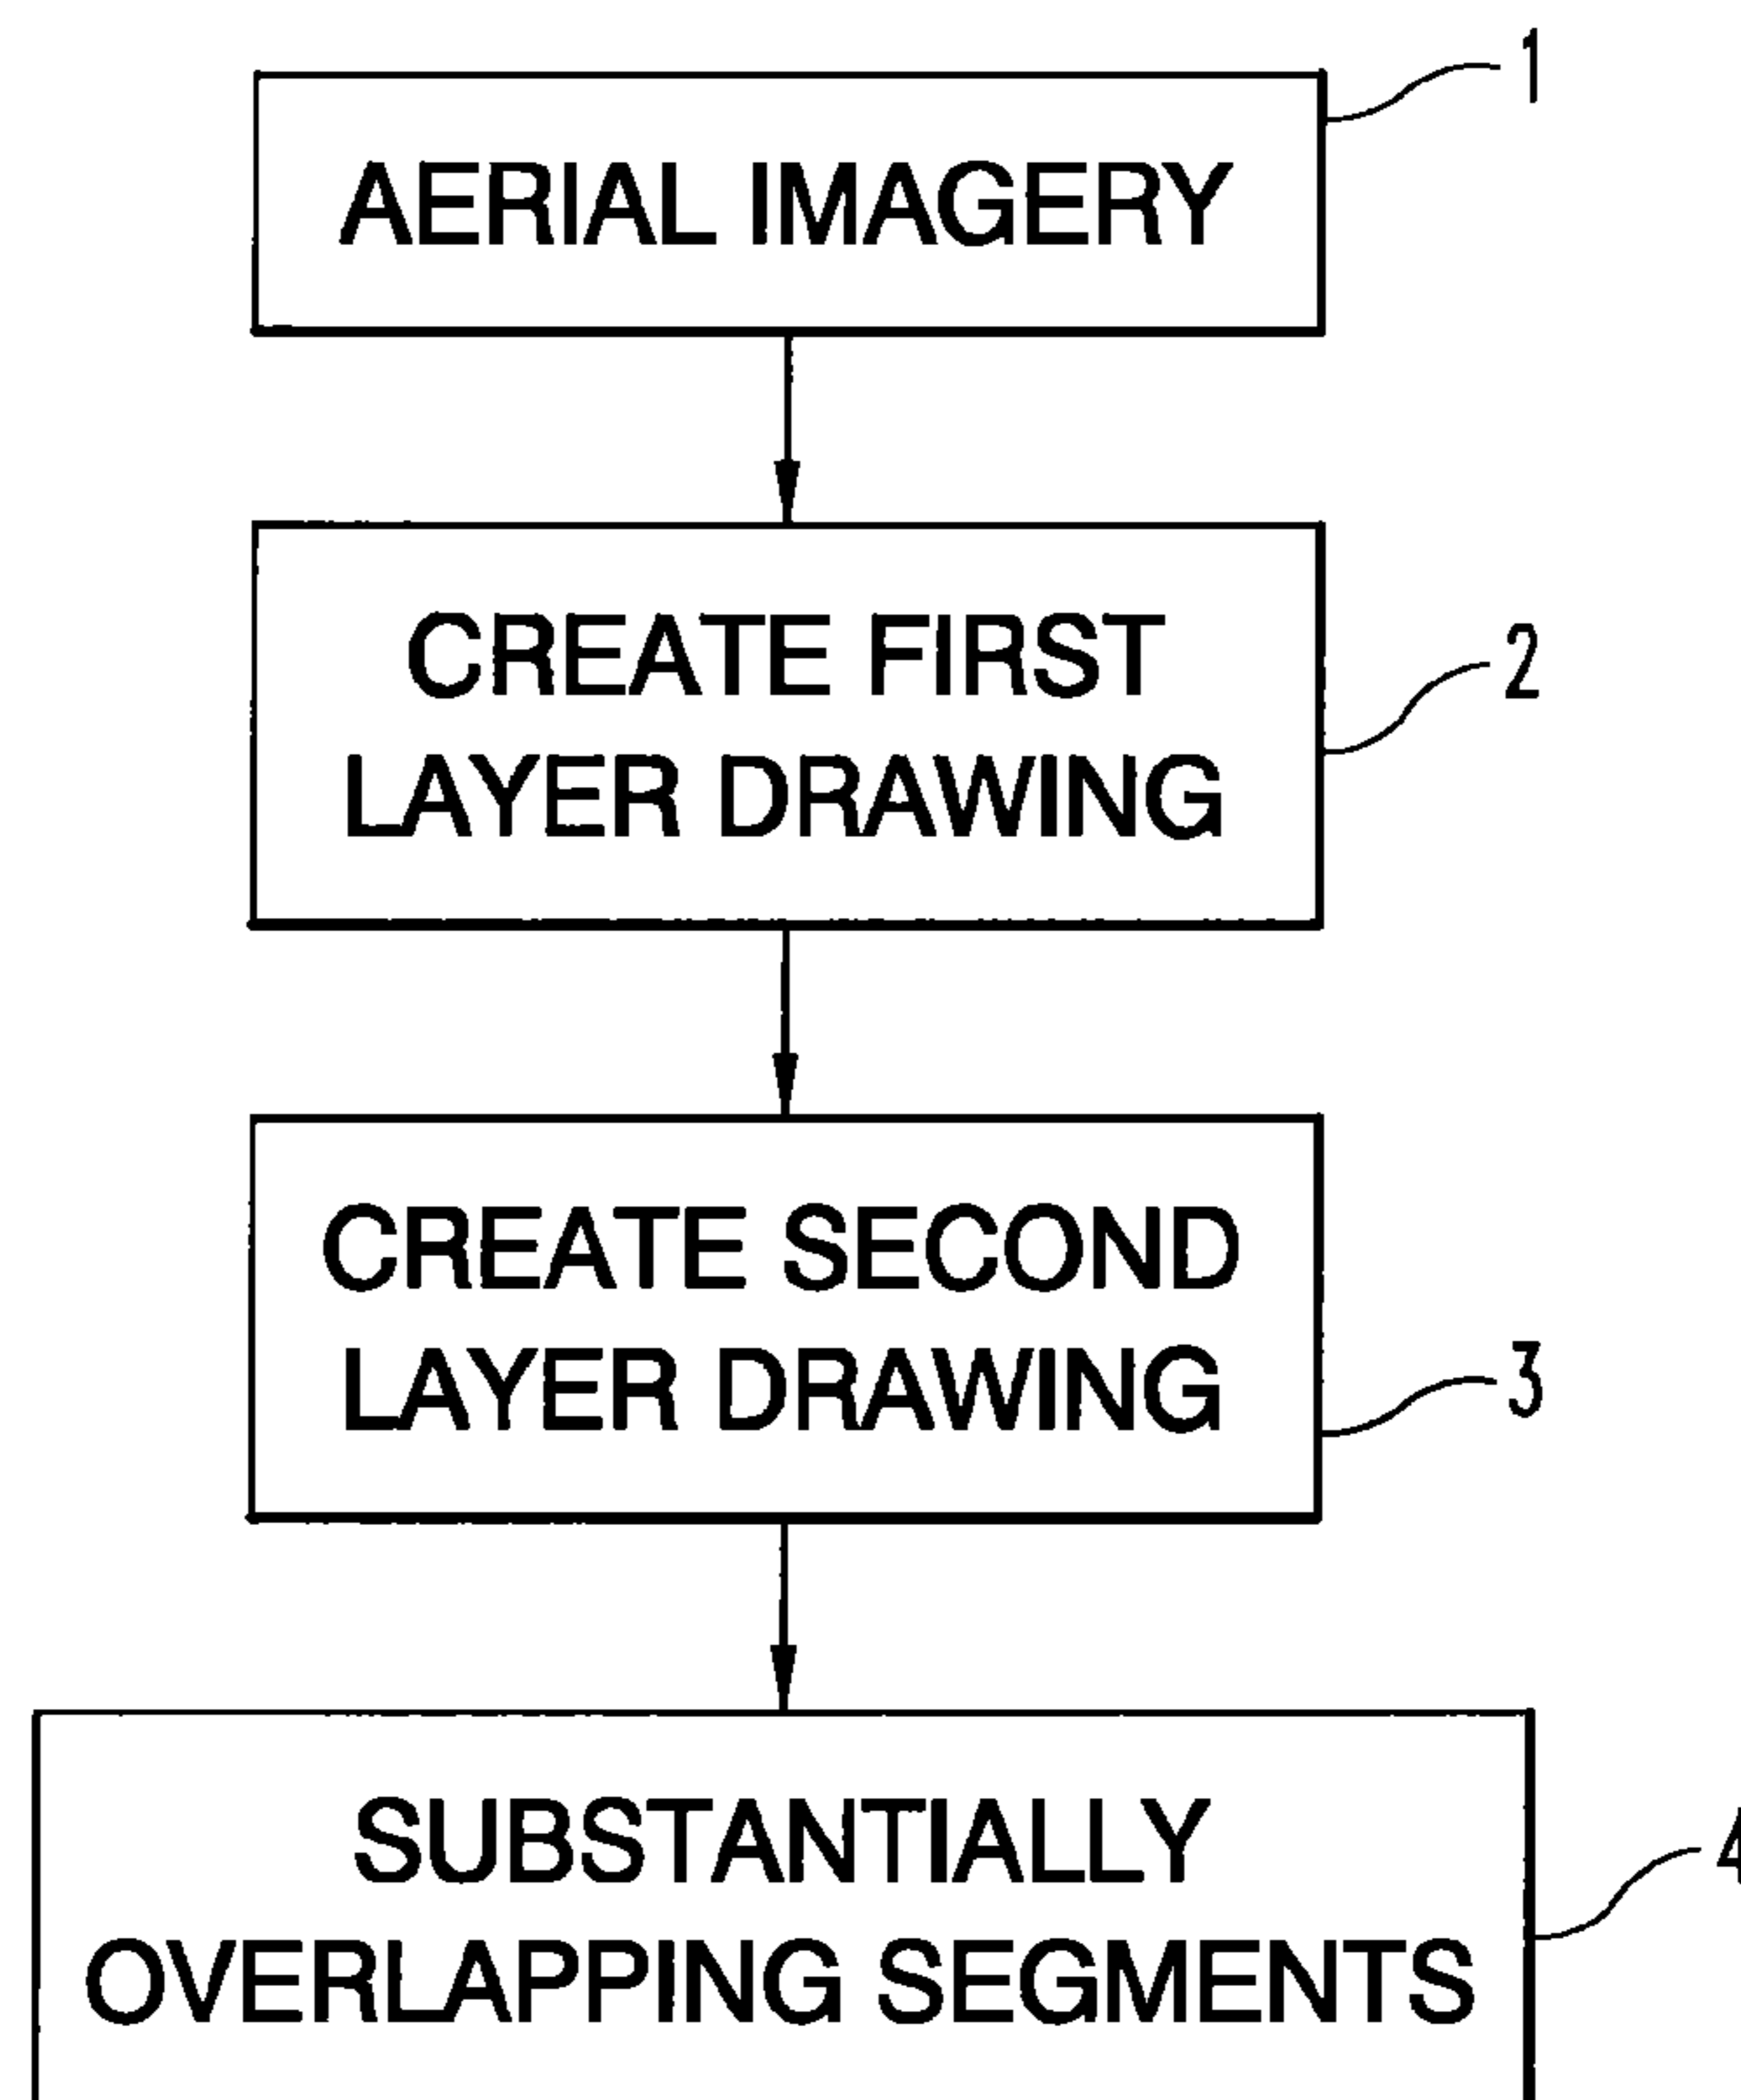 1
AERIAL IMAGERY
CREATE FIRST
2
LAYER DRAWING
CREATE SECOND
LAYER DRAWING
3
SUBSTANTIALLY
4
OVERLAPPING SEGMENTS